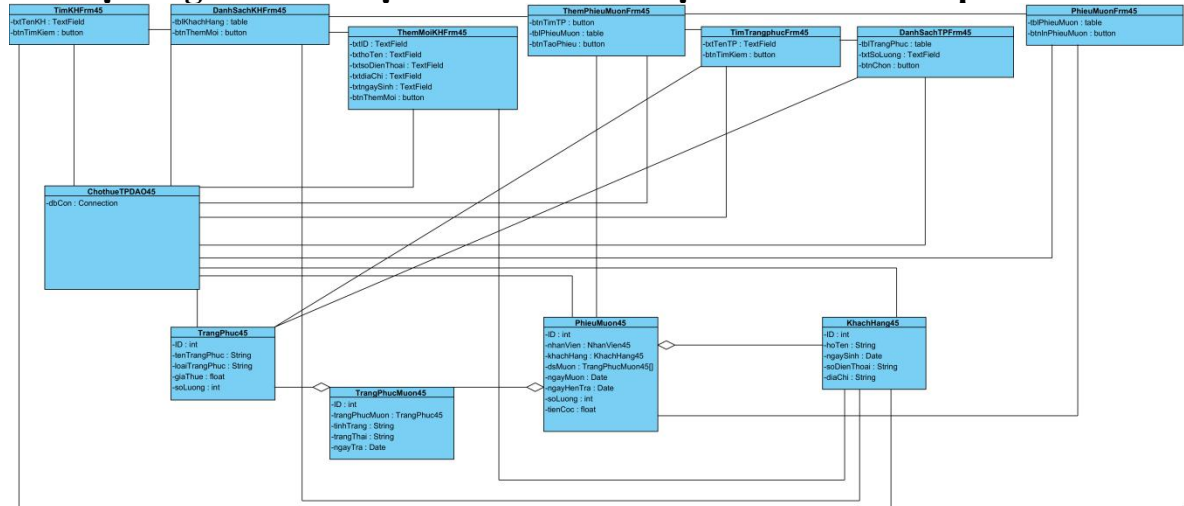 TimKHFrm45
-txtTenKH : TextField
-btnTimKiem : button
DanhSachKHFrm45
-tblKhachHang : table
-btnThemMoi : button
ThemMoiKHFrm45
-txtID : TextField
-txthoTen : TextField
-txtsoDienThoai : TextField
-txtdiaChi : TextField
-txtngaySinh : TextField
-btnThemMoi : button
ThemPhieuMuonFrm45
-btnTimTP : button
-tblPhieuMuon : table
-btnTaoPhieu : button
TimTrangphucFrm45
-txtTenTP : TextField
-btnTimKiem : button
DanhSachTPFrm45
-tblTrangPhuc : table
-txtSoLuong : TextField
-btnChon : button
PhieuMuonFrm45
-tblPhieuMuon : table
-btnInPhieuMuon : button
ChothueTPDAO45
-dbCon : Connection
TrangPhuc45
-ID : int
-tenTrangPhuc : String
-loaiTrangPhuc : String
-giaThue : float
-soLuong : int
TrangPhucMuon45
-ID : int
-trangPhucMuon : TrangPhuc45
-tinhTrang : String
-trangThai : String
-ngayTra : Date
PhieuMuon45
-ID : int
-nhanVien : NhanVien45
-khachHang : KhachHang45
-dsMuon : TrangPhucMuon45[]
-ngayMuon : Date
-ngayHenTra : Date
-soLuong : int
-tienCoc : float
KhachHang45
-ID : int
-hoTen : String
-ngaySinh : Date
-soDienThoai : String
-diaChi : String